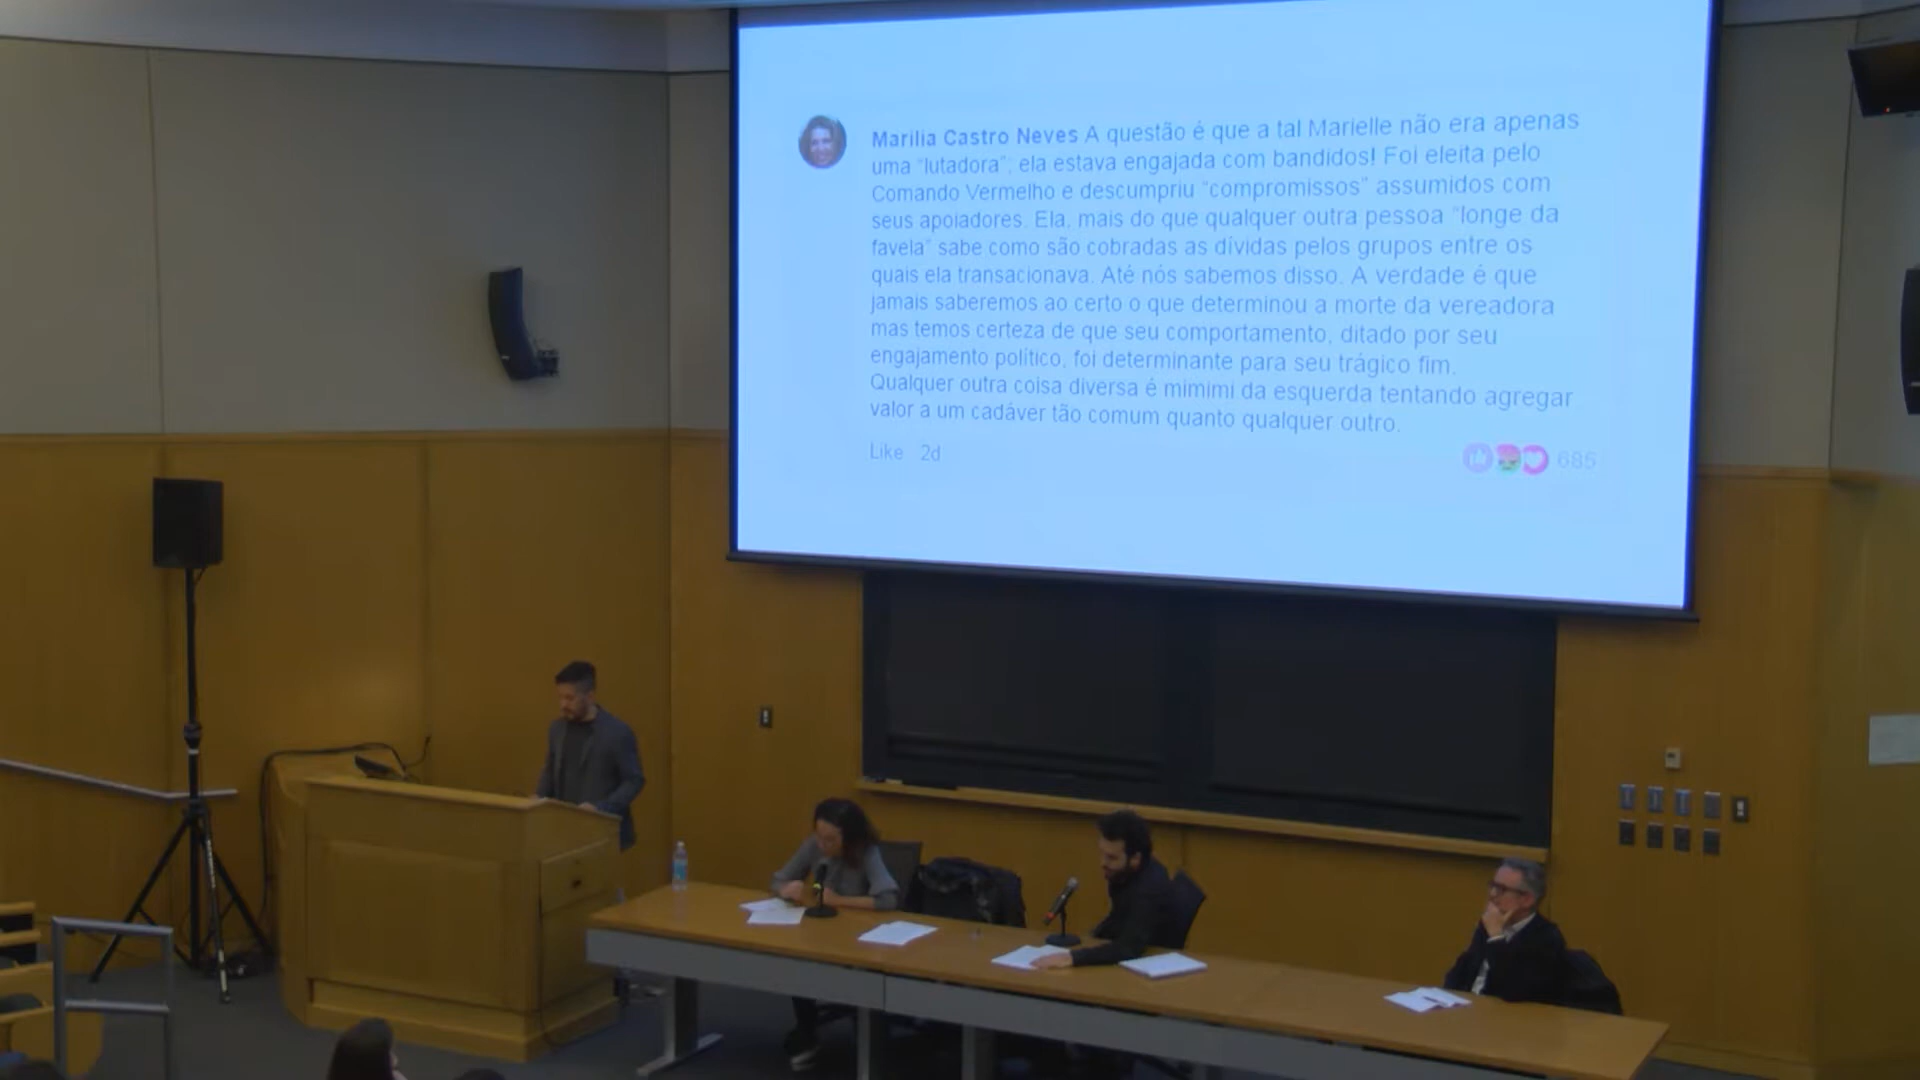 Marilia Castro Neves A questão é que a tal Marielle não era apenas
uma "lutadora"; ela estava engajada com bandidos! Foi eleita pelo
Comando Vermelho e descumpriu "compromissos" assumidos com
seus apoiadores. Ela, mais do que qualquer outra pessoa "longe da
favela" sabe como são cobradas as dívidas pelos grupos entre os
quais ela transacionava. Até nós sabemos disso. A verdade é que
jamais saberemos ao certo o que determinou a morte da vereadora
mas temos certeza de que seu comportamento, ditado por seu
engajamento político, foi determinante para seu trágico fim.
Qualquer outra coisa diversa é mimimi da esquerda tentando agregar
valor a um cadáver tão comum quanto qualquer outro.
Like 2d 685